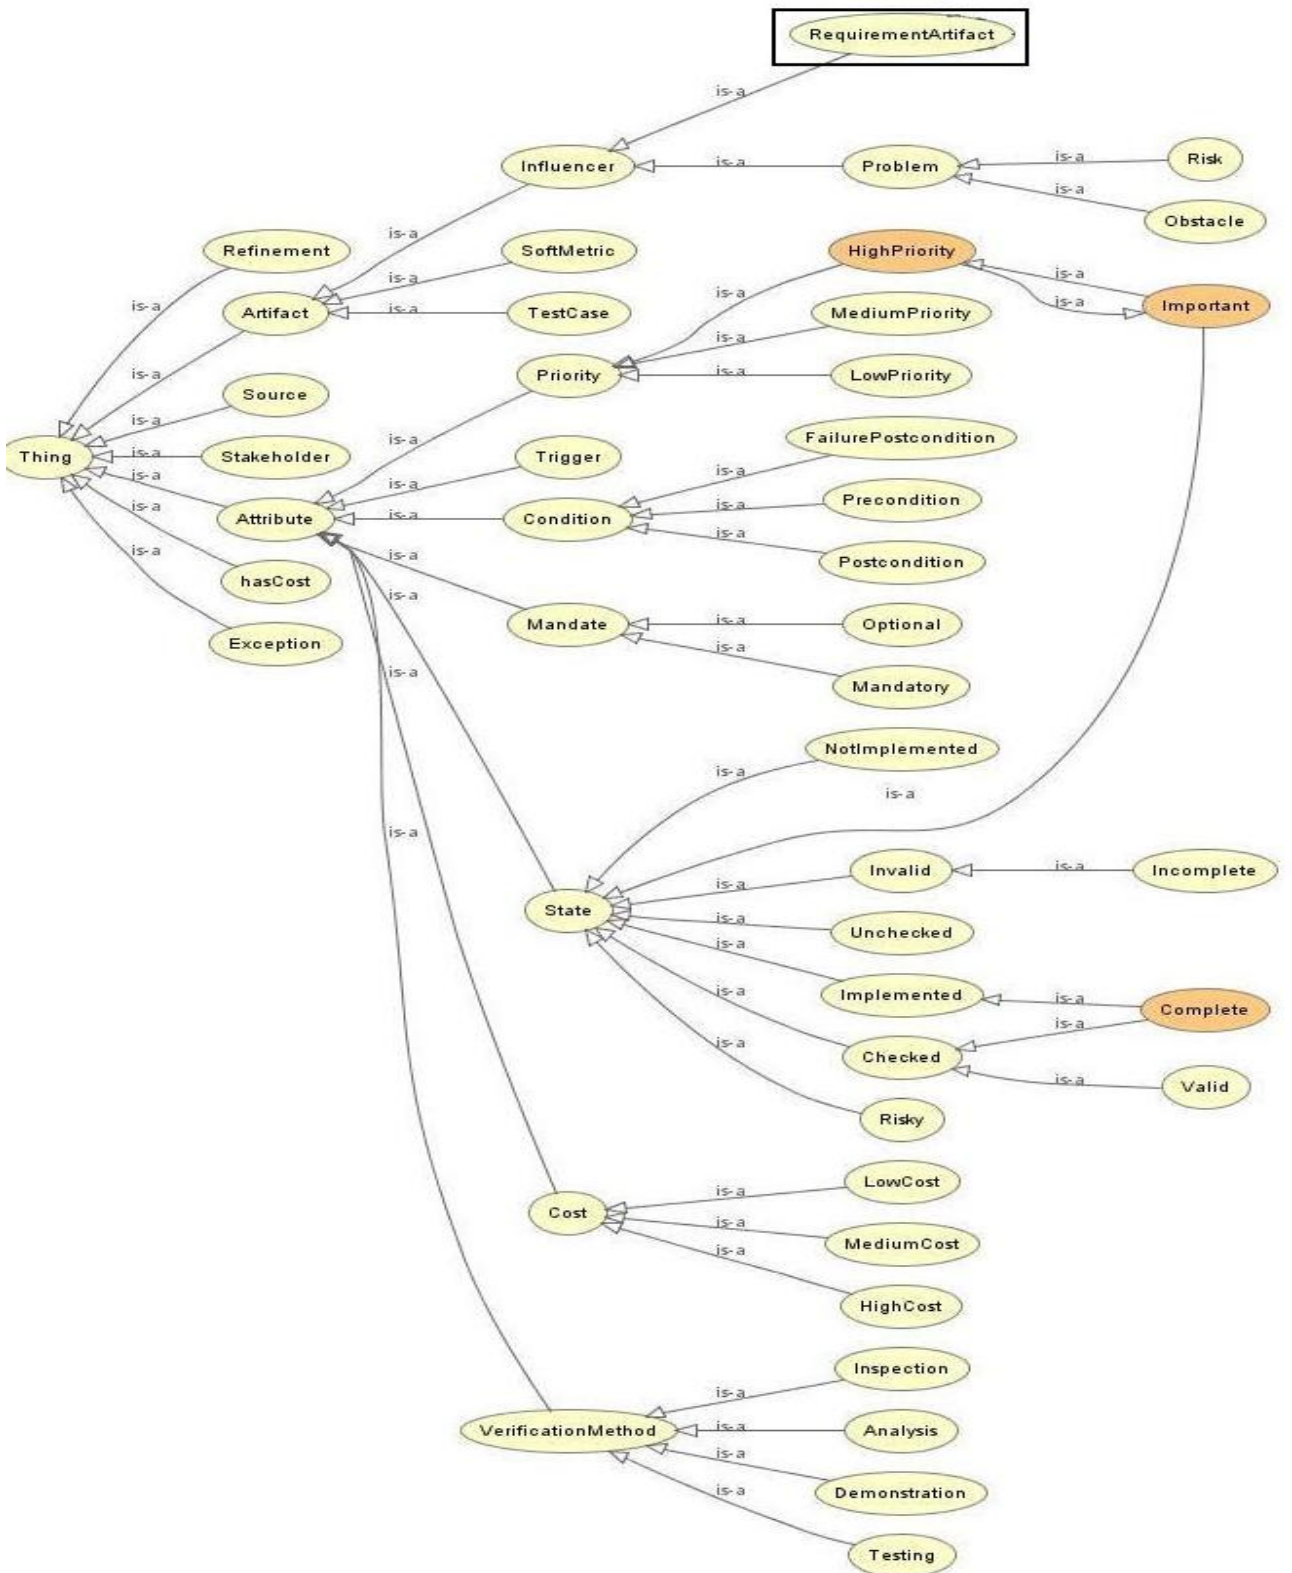 RequirementArtifact
is-a
Influencer
is-a
Problem
is-a
Risk
is-a
Obstacle
is-a
Refinement
SoftMetric
HighPriority
is-a
is-a
is-a
is-a
is-a
Important
Artifact
is-a
TestCase
MediumPriority
is-a
is-a
Priority
is-a
LowPriority
Source
is-a
is-a
FailurePostcondition
Thing
is-a
Stakeholder
Trigger
is-a
is-a
is-a
Precondition
is-a
Attribute
is-a
Condition
is-a
is-a
is-a
Postcondition
hasCost
is-a
Mandate
is-a
Optional
Exception
is-a
is-a
Mandatory
NotImplemented
is-a
is-a
is-a
Invalid
is-a
Incomplete
is-a
State
is-a
Unchecked
is-a
Implemented
is-a
Complete
is-a
is-a
Checked
is-a
is-a
Valid
Risky
LowCost
is-a
Cost
is-a
MediumCost
is-a
HighCost
Inspection
is-a
VerificationMethod
is-a
Analysis
is-a
Demonstration
is-a
Testing